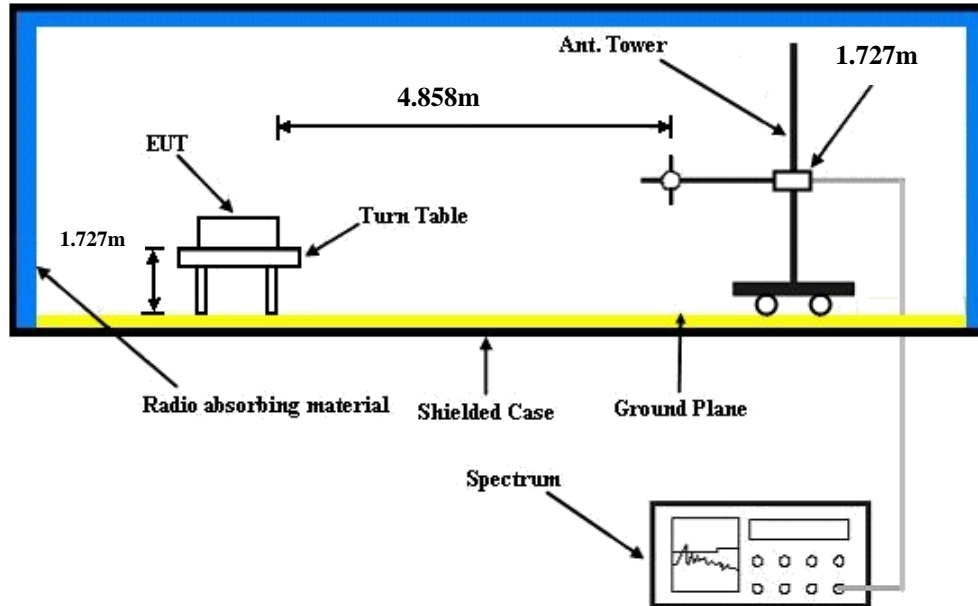 Ant. Tower
1.727m
4.858m
EUT
Turn Table
1.727m
Radio absorbing material
Shielded Case
Ground Plane
Spectrum